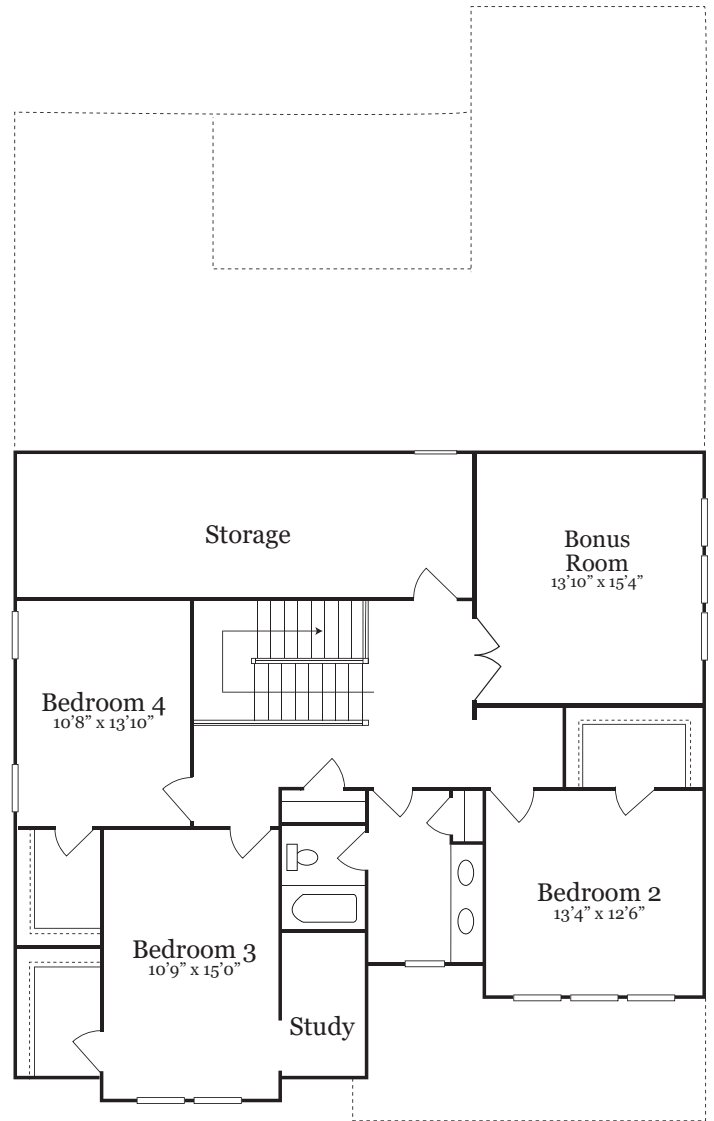 Storage
Bonus
Room
13’10” x 15’4”
Bedroom 4
10’8” x 13’10”
Bedroom 2
13’4” x 12’6”
Bedroom 3
10’9” x 15’0”
Study